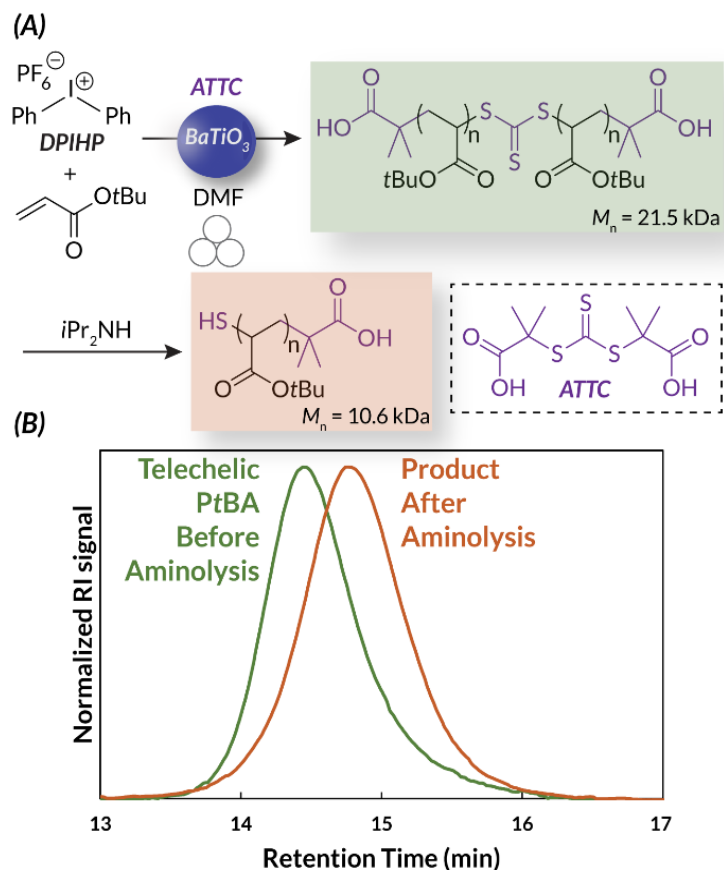 (A)
PF6⊖
I⊕
Ph Ph
DPIHP
+
OtBu
O
ATTC
BaTiO3
DMF
O
HO
n
S
S
S
n
O
OH
tBuO
O
O
OtBu
Mn = 21.5 kDa
iPr2NH
HS
n
O
OH
O
OtBu
Mn = 10.6 kDa
S
O
S
S
O
OH
ATTC
OH
(B)
Telechelic
PtBA
Before
Aminolysis
Product
After
Aminolysis
Normalized RI signal
13 14 15 16 17
Retention Time (min)